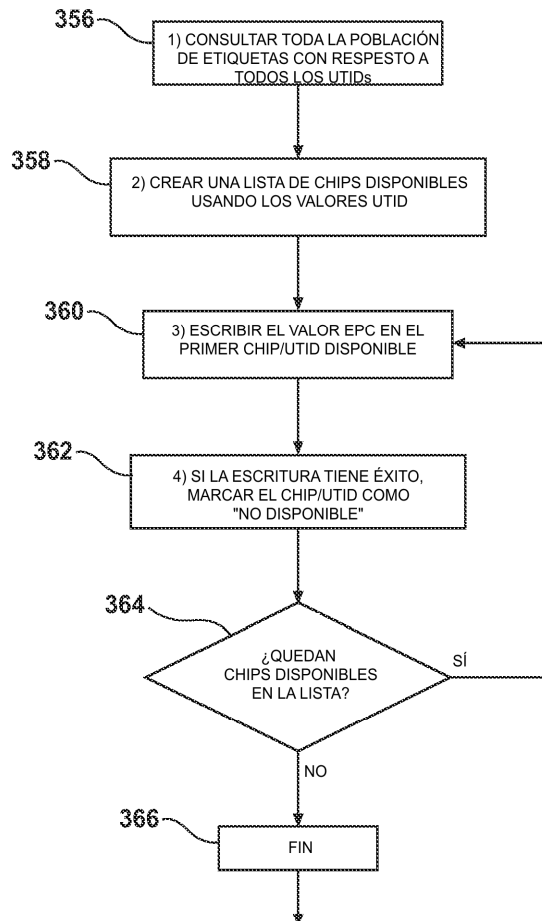 356
1) CONSULTAR TODA LA POBLACIÓN
DE ETIQUETAS CON RESPECTO A
TODOS LOS UTIDs
358
2) CREAR UNA LISTA DE CHIPS DISPONIBLES
USANDO LOS VALORES UTID
360
3) ESCRIBIR EL VALOR EPC EN EL
PRIMER CHIP/UTID DISPONIBLE
362
4) SI LA ESCRITURA TIENE ÉXITO,
MARCAR EL CHIP/UTID COMO
"NO DISPONIBLE"
364
¿QUEDAN
CHIPS DISPONIBLES
EN LA LISTA?
SÍ
NO
366
FIN